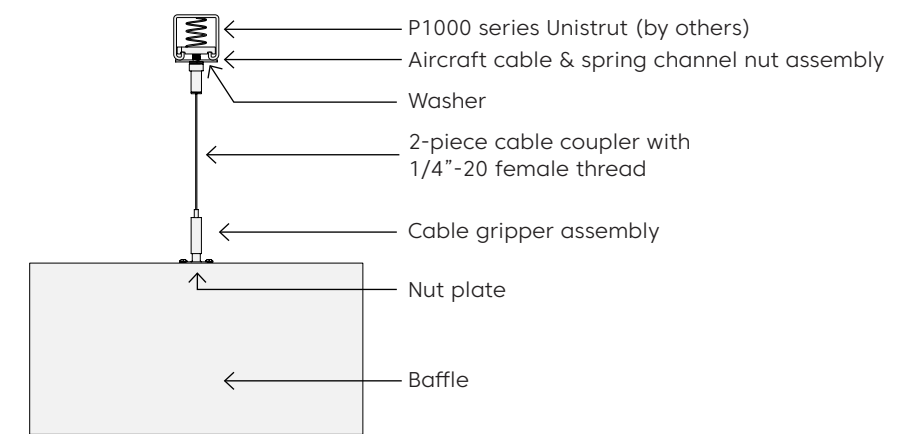 P1000 series Unistrut (by others)
Aircraft cable & spring channel nut assembly
Washer
2-piece cable coupler with
1/4”-20 female thread
Cable gripper assembly
Nut plate
Baffle